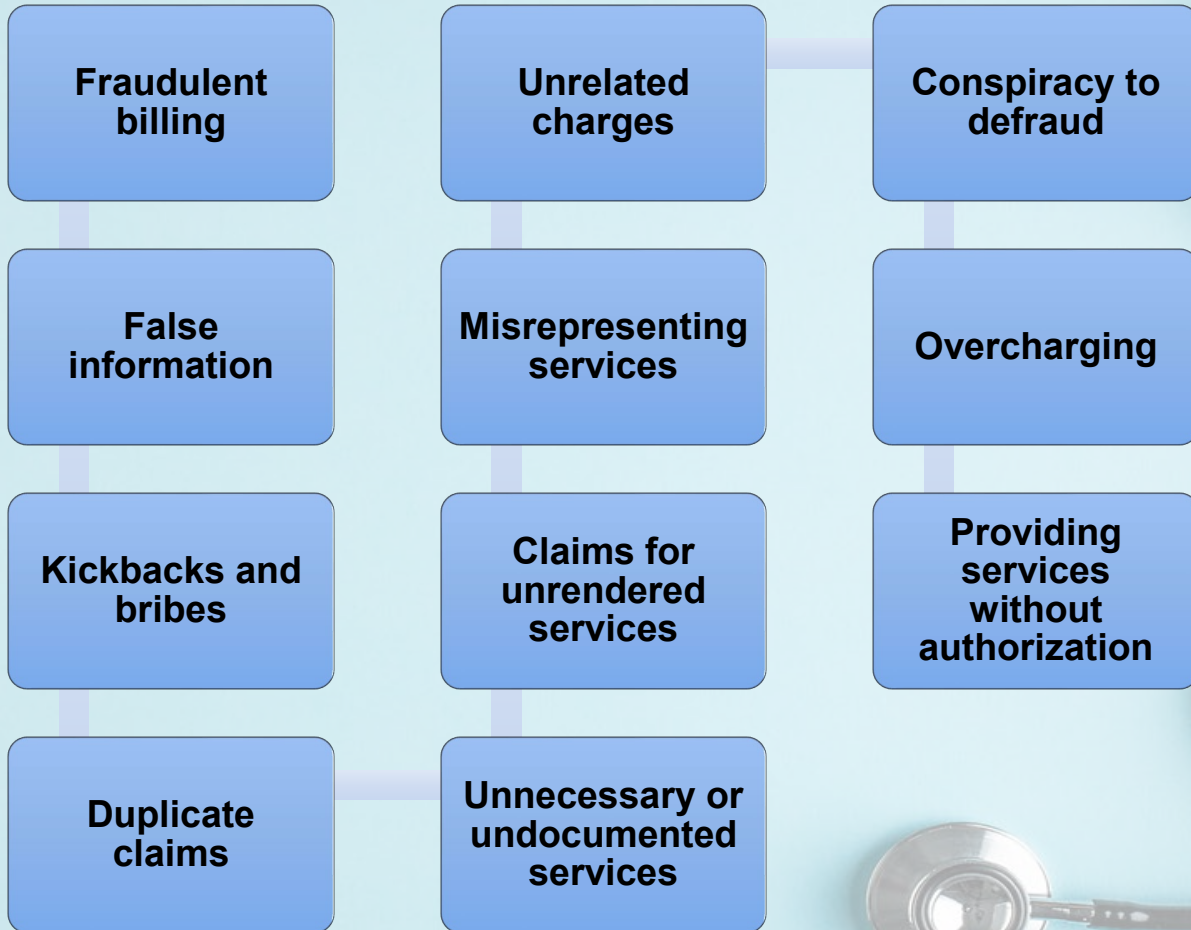 Fraudulent
billing
False
information
Kickbacks and
bribes
Duplicate
claims
Unnecessary or
undocumented
services
Claims for
unrendered
services
Misrepresenting
services
Unrelated
charges
Conspiracy to
defraud
Overcharging
Providing
services
without
authorization